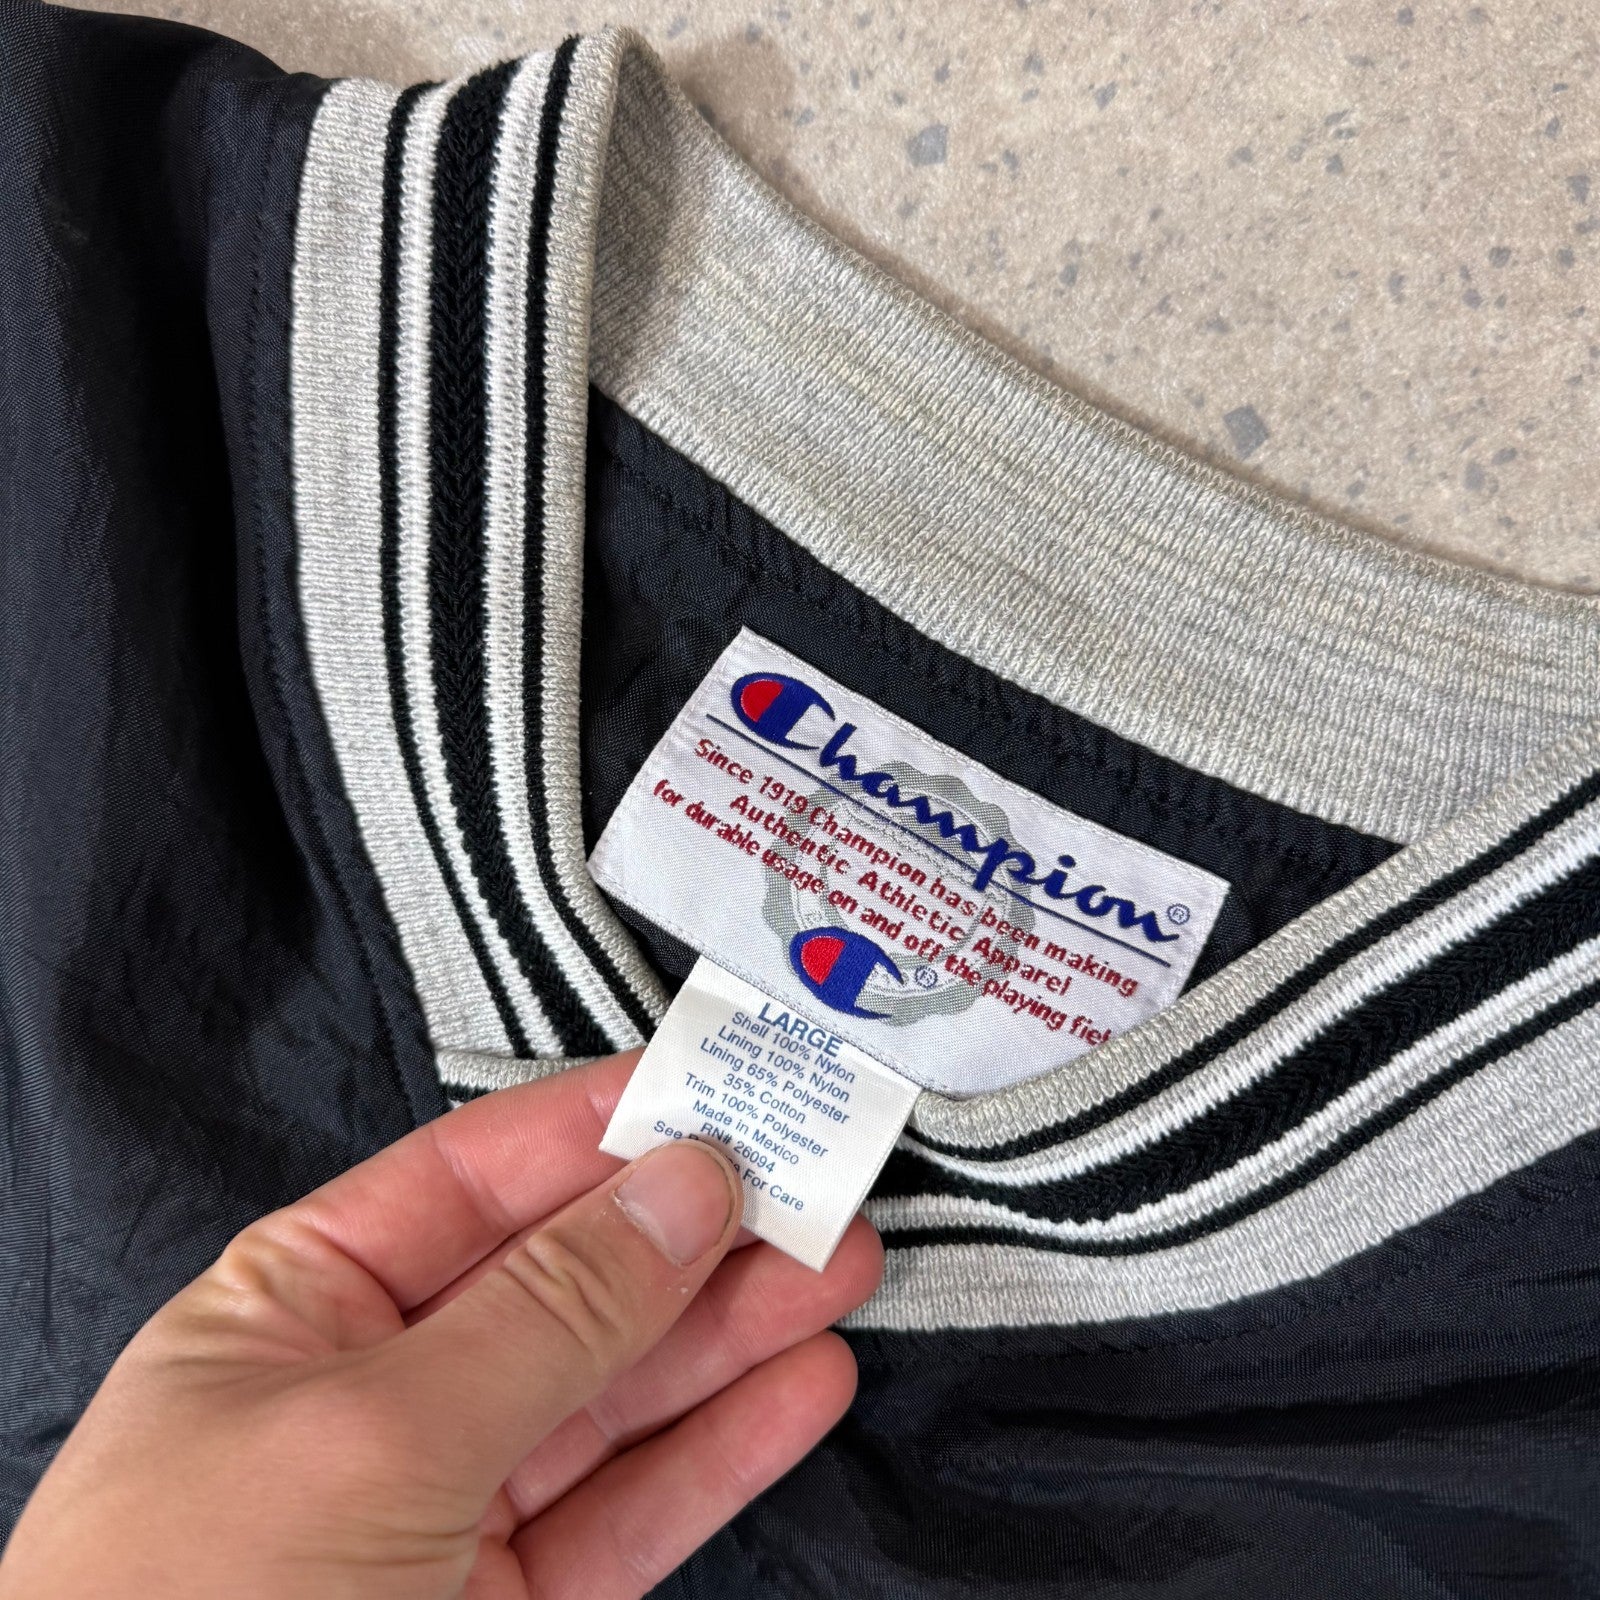 Champion®
Since 1919 Champion has been making
Authentic Athletic Apparel
for durable usage on and off the playing
®
LARGE
Shell 100% Nylon
Lining 100% Nylon
Lining 65% Polyester
35% Cotton
Trim 100% Polyester
Made in Mexico
RN# 26094
See For Care